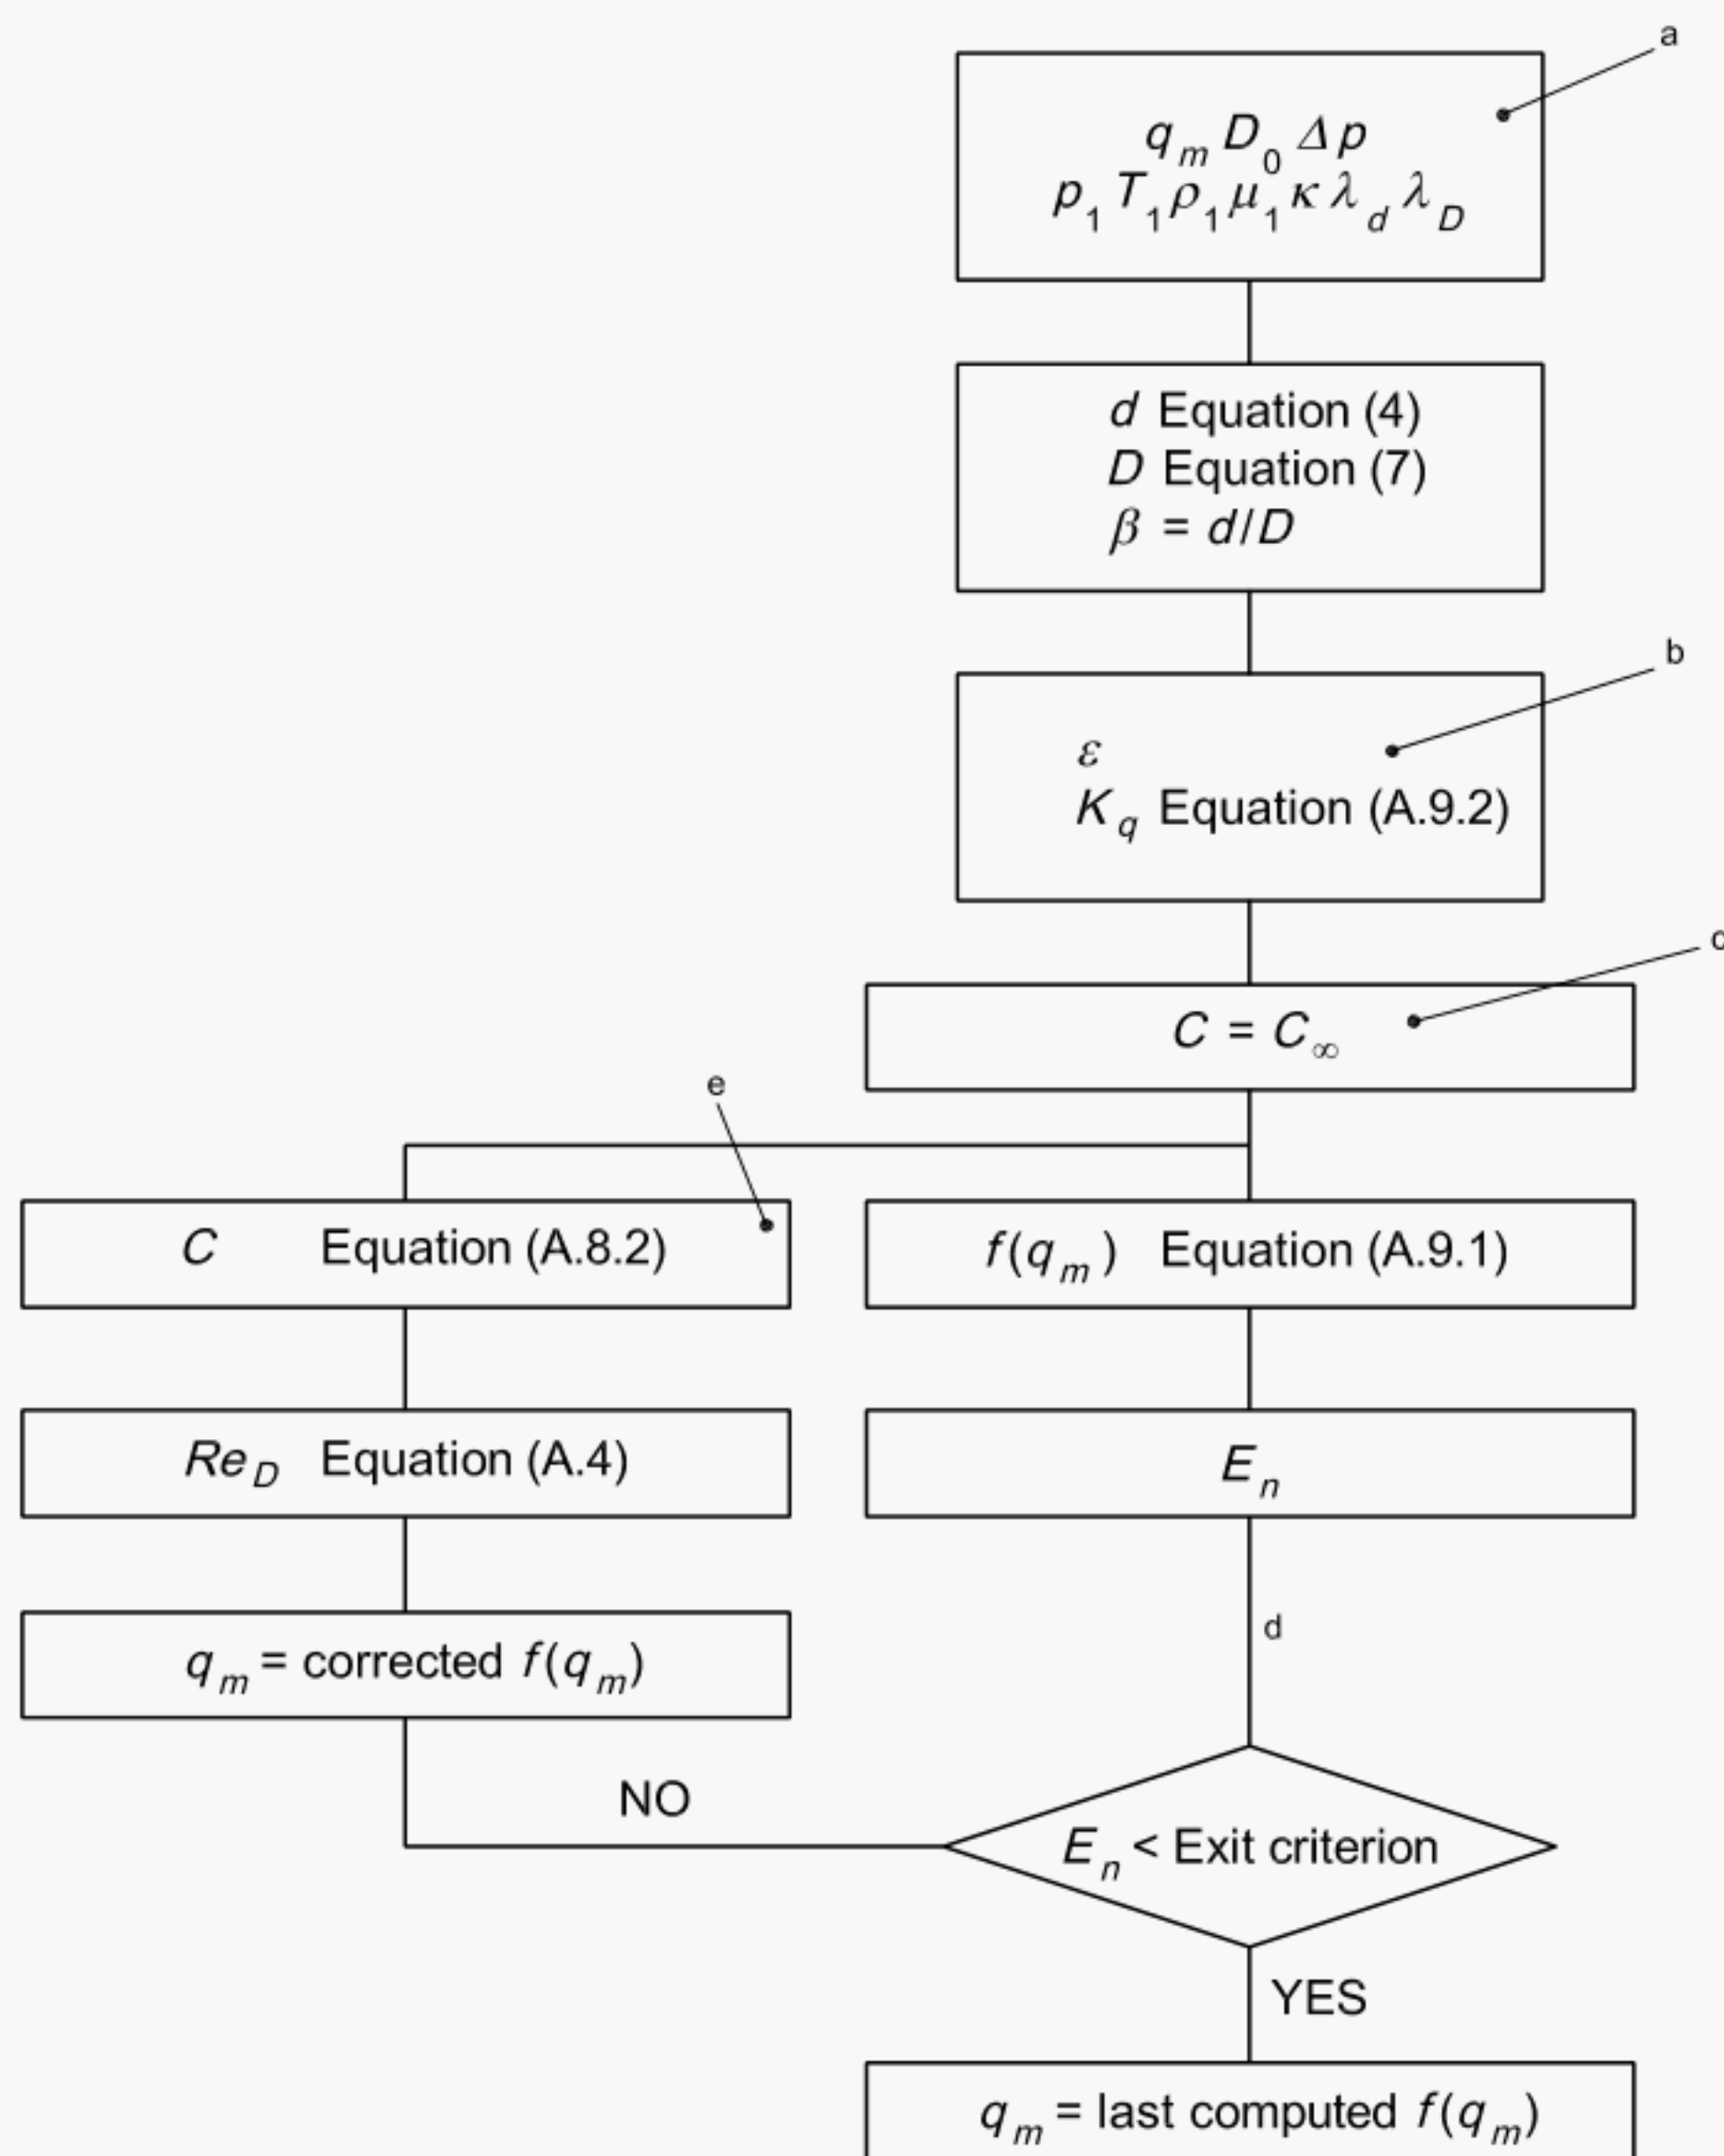 a
q_m D_0 Δp
p_1 T_1 ρ_1 μ_1 κ λ_d λ_D
d Equation (4)
D Equation (7)
β = d/D
b
ε
K_q Equation (A.9.2)
c
C = C_∞
e
C Equation (A.8.2)
f(q_m) Equation (A.9.1)
Re_D Equation (A.4)
E_n
q_m = corrected f(q_m)
d
NO
E_n < Exit criterion
YES
q_m = last computed f(q_m)